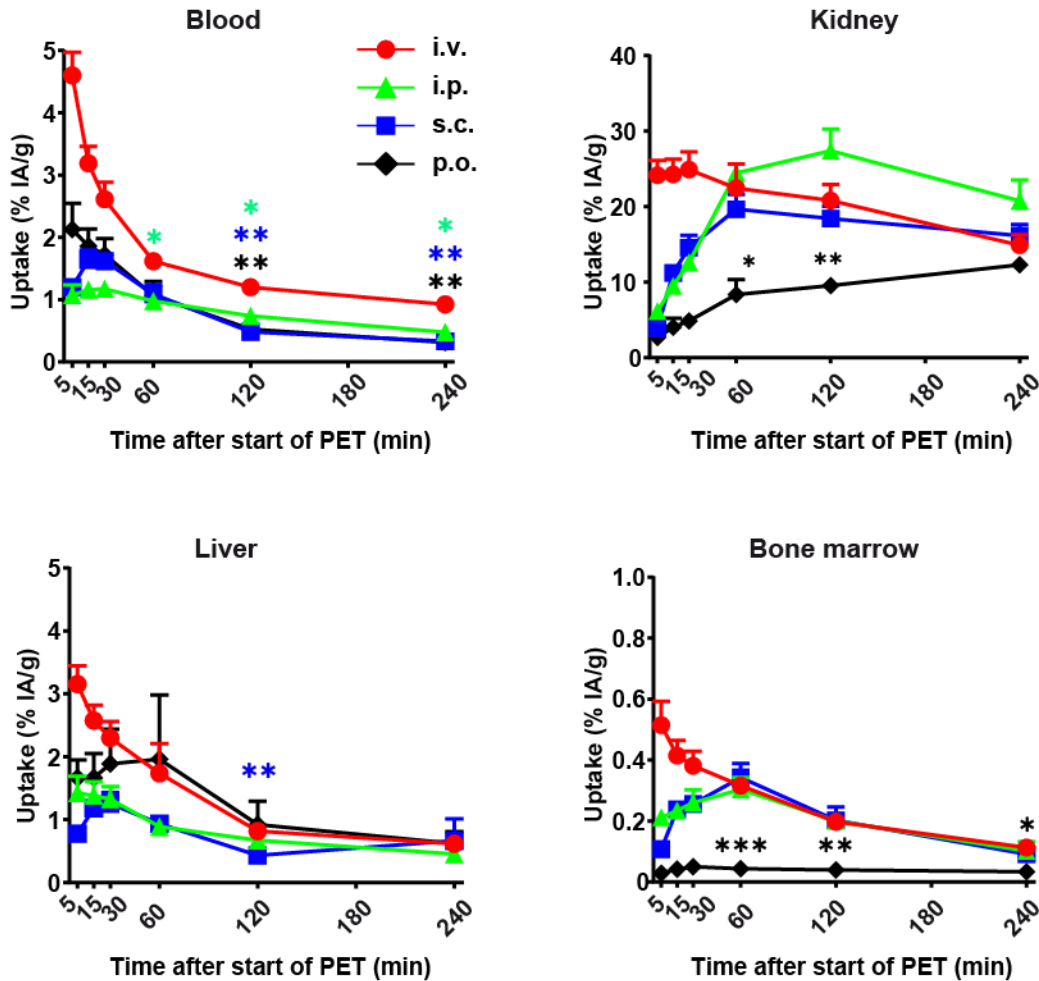 Blood
Uptake (% IA/g)
5
4
3
2
1
0
i.v.
i.p.
s.c.
p.o.
*
*
**
**
*
**
**
5 15 30 60 120 180 240
Time after start of PET (min)
Kidney
Uptake (% IA/g)
40
30
20
10
0
*
**
5 15 30 60 120 180 240
Time after start of PET (min)
Liver
Uptake (% IA/g)
5
4
3
2
1
0
**
5 15 30 60 120 180 240
Time after start of PET (min)
Bone marrow
Uptake (% IA/g)
1.0
0.8
0.6
0.4
0.2
0
***
**
*
5 15 30 60 120 180 240
Time after start of PET (min)